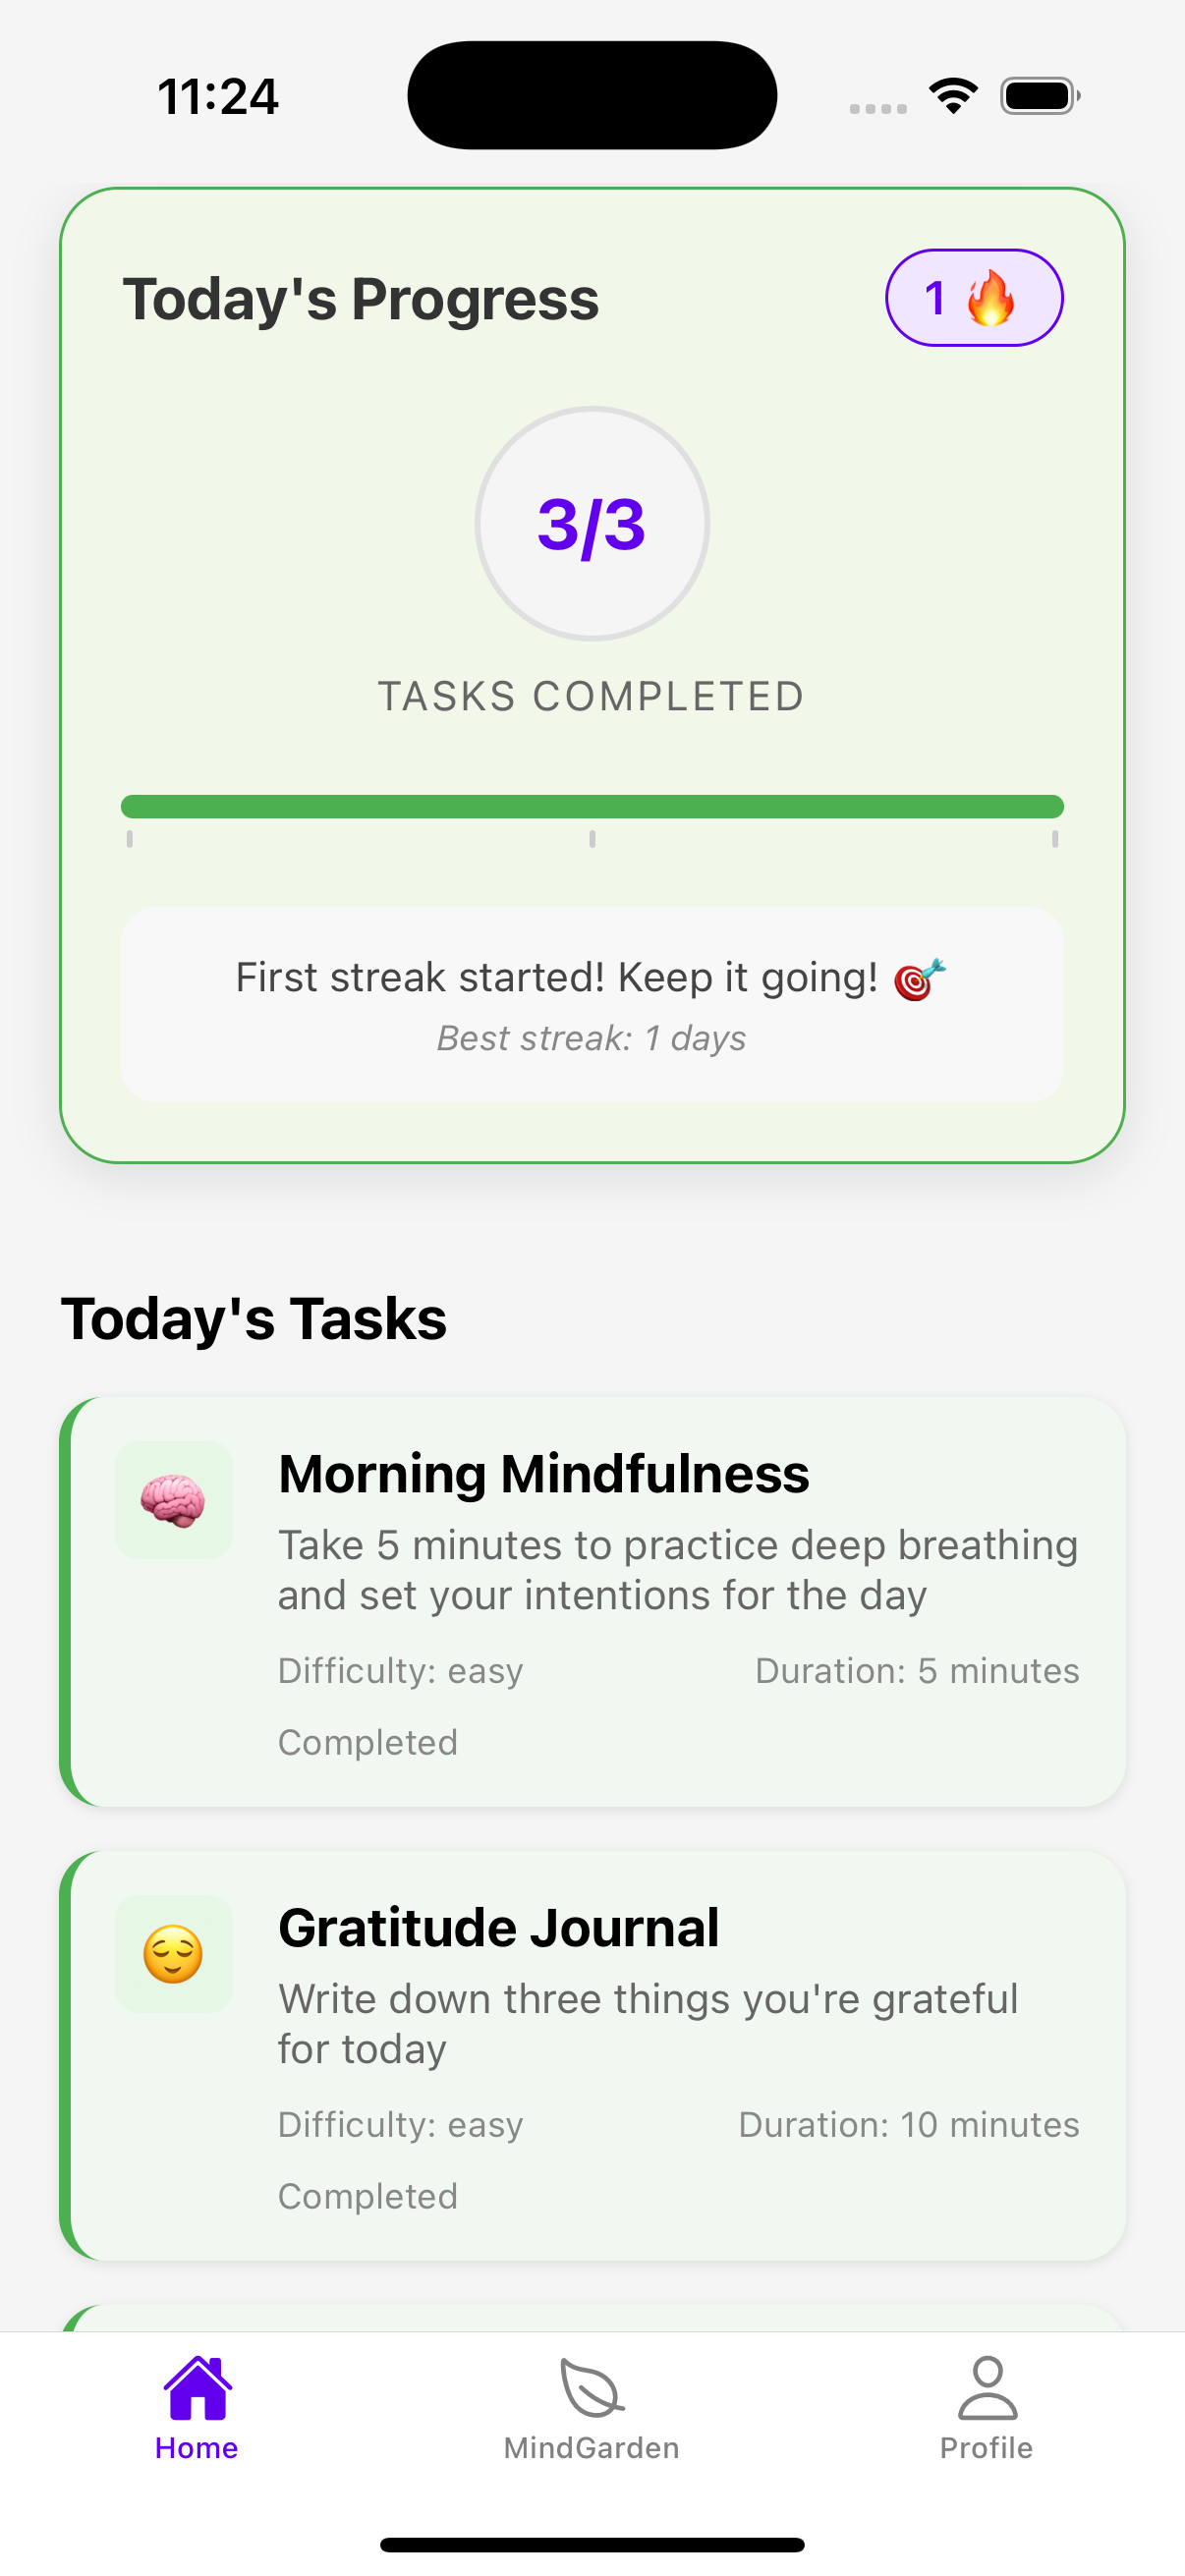 11:24
Today's Progress
1 🔥
3/3
TASKS COMPLETED
First streak started! Keep it going! 🎯
Best streak: 1 days
Today's Tasks
Morning Mindfulness
Take 5 minutes to practice deep breathing
and set your intentions for the day
Difficulty: easy
Duration: 5 minutes
Completed
Gratitude Journal
Write down three things you're grateful
for today
Difficulty: easy
Duration: 10 minutes
Completed
Home
MindGarden
Profile